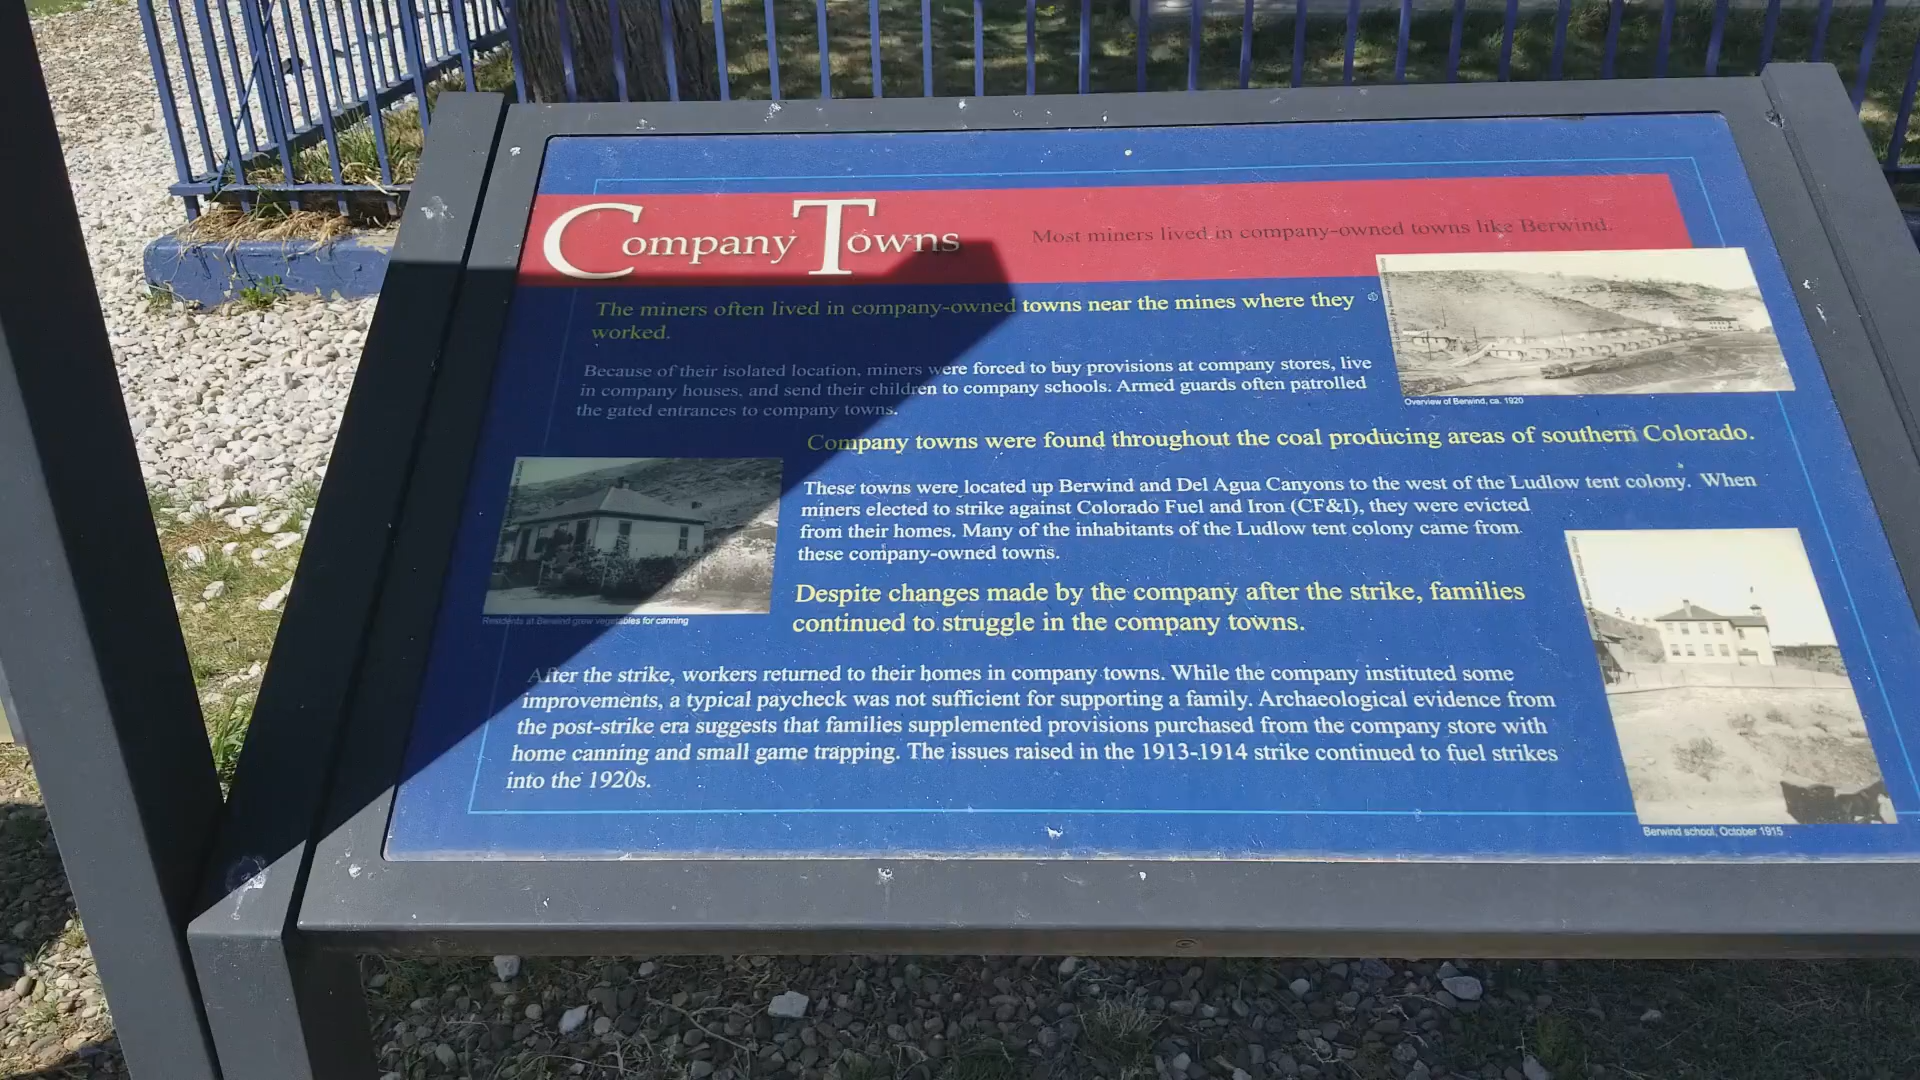 Company Towns
Most miners lived in company-owned towns like Berwind.
The miners often lived in company-owned towns near the mines where they
worked.
Because of their isolated location, miners were forced to buy provisions at company stores, live
in company houses, and send their children to company schools. Armed guards often patrolled
the gated entrances to company towns.
Overview of Berwind, ca. 1920
Company towns were found throughout the coal producing areas of southern Colorado.
These towns were located up Berwind and Del Agua Canyons to the west of the Ludlow tent colony. When
miners elected to strike against Colorado Fuel and Iron (CF&I), they were evicted
from their homes. Many of the inhabitants of the Ludlow tent colony came from
these company-owned towns.
Residents at Berwind grew vegetables for canning
Despite changes made by the company after the strike, families
continued to struggle in the company towns.
After the strike, workers returned to their homes in company towns. While the company instituted some
improvements, a typical paycheck was not sufficient for supporting a family. Archaeological evidence from
the post-strike era suggests that families supplemented provisions purchased from the company store with
home canning and small game trapping. The issues raised in the 1913-1914 strike continued to fuel strikes
into the 1920s.
Berwind school, October 1915